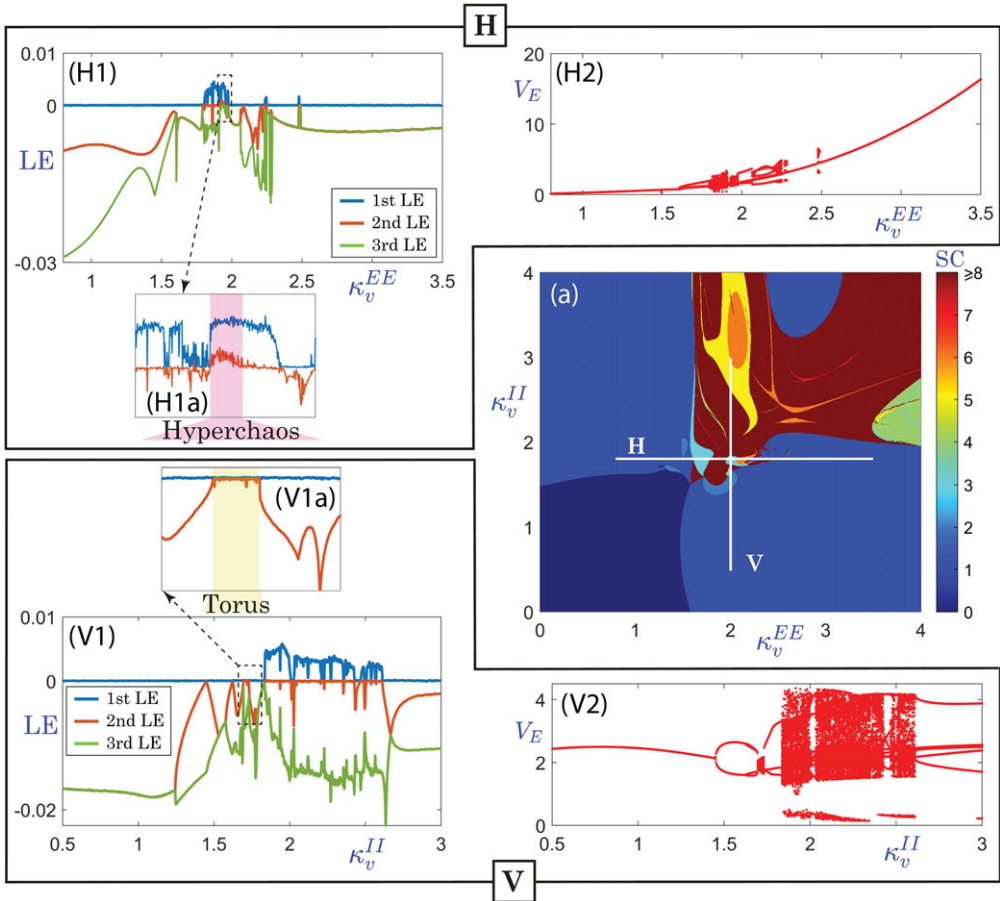 H
(H1)
0.01
0
LE
-0.03
1st LE
2nd LE
3rd LE
1
1.5
2
2.5
3
3.5
κ_v^{EE}
(H1a)
Hyperchaos
(H2)
V_E
20
10
0
1
1.5
2
2.5
3
3.5
κ_v^{EE}
(a)
SC
≥8
7
6
5
4
3
2
1
0
4
3
κ_v^{II}
2
1
0
H
V
0
1
2
3
4
κ_v^{EE}
(V1a)
Torus
(V1)
0.01
0
LE
-0.02
1st LE
2nd LE
3rd LE
0.5
1
1.5
2
2.5
3
κ_v^{II}
(V2)
V_E
4
2
0
0.5
1
1.5
2
2.5
3
κ_v^{II}
V